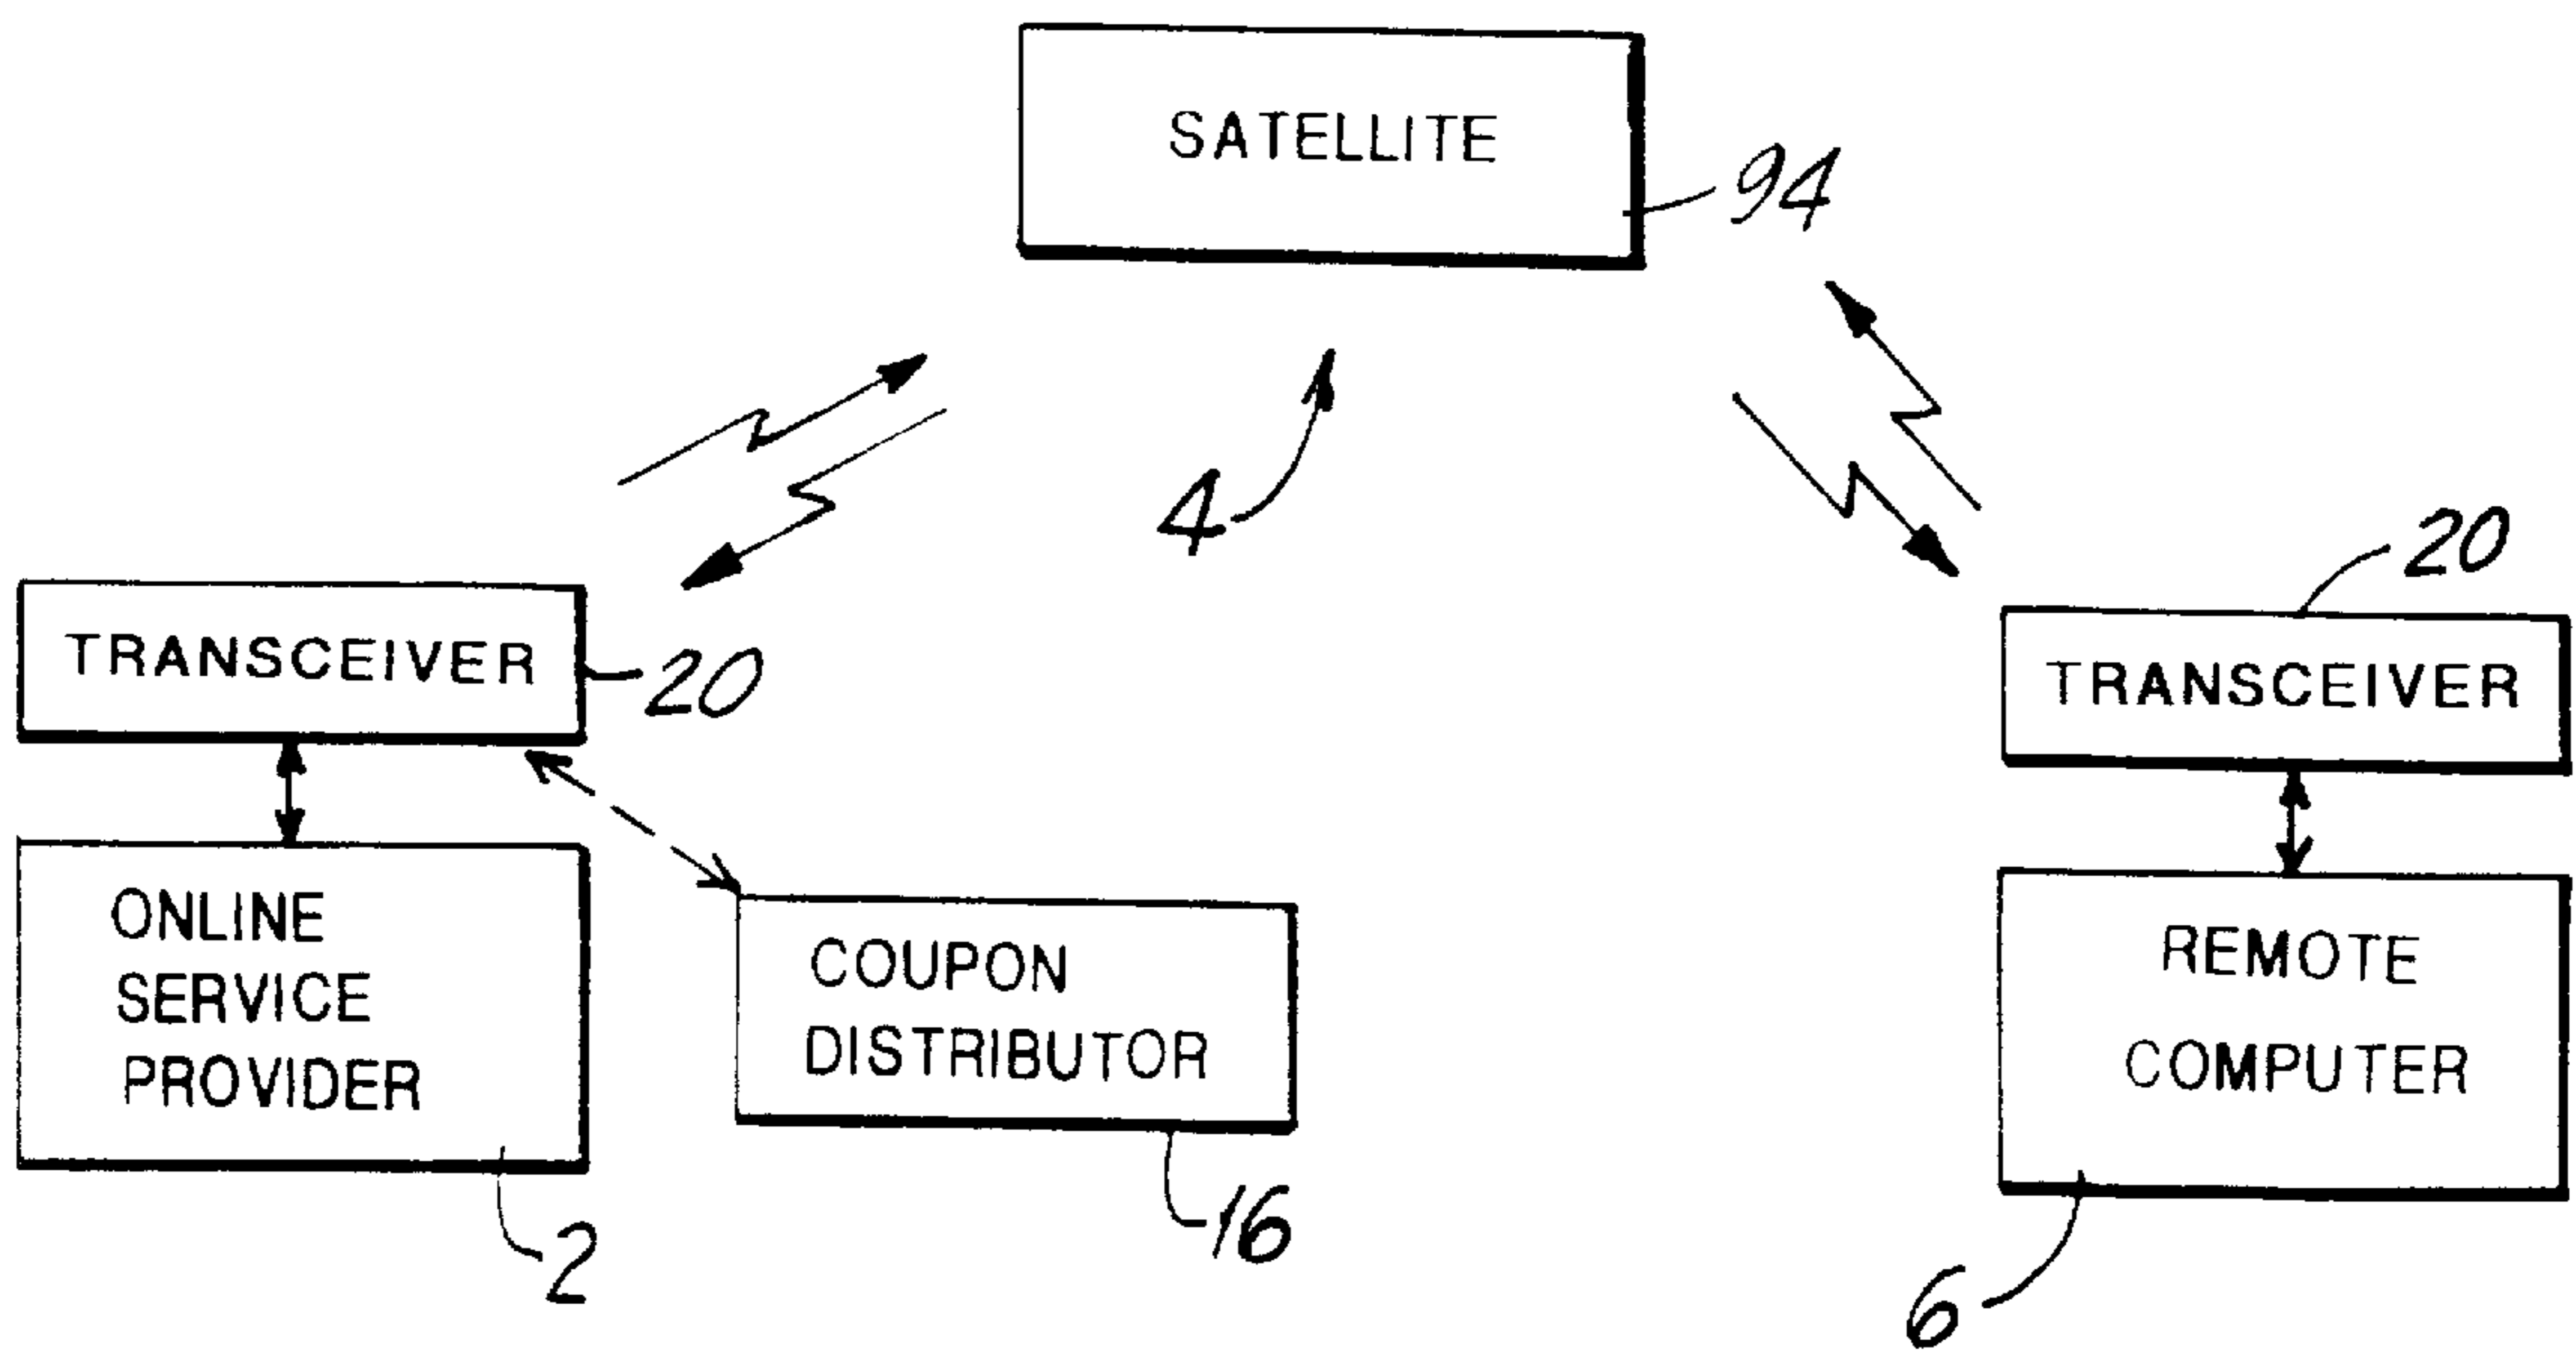 SATELLITE
94
4
20
TRANSCEIVER
20
TRANSCEIVER
ONLINE
SERVICE
PROVIDER
COUPON
DISTRIBUTOR
REMOTE
COMPUTER
2
16
6